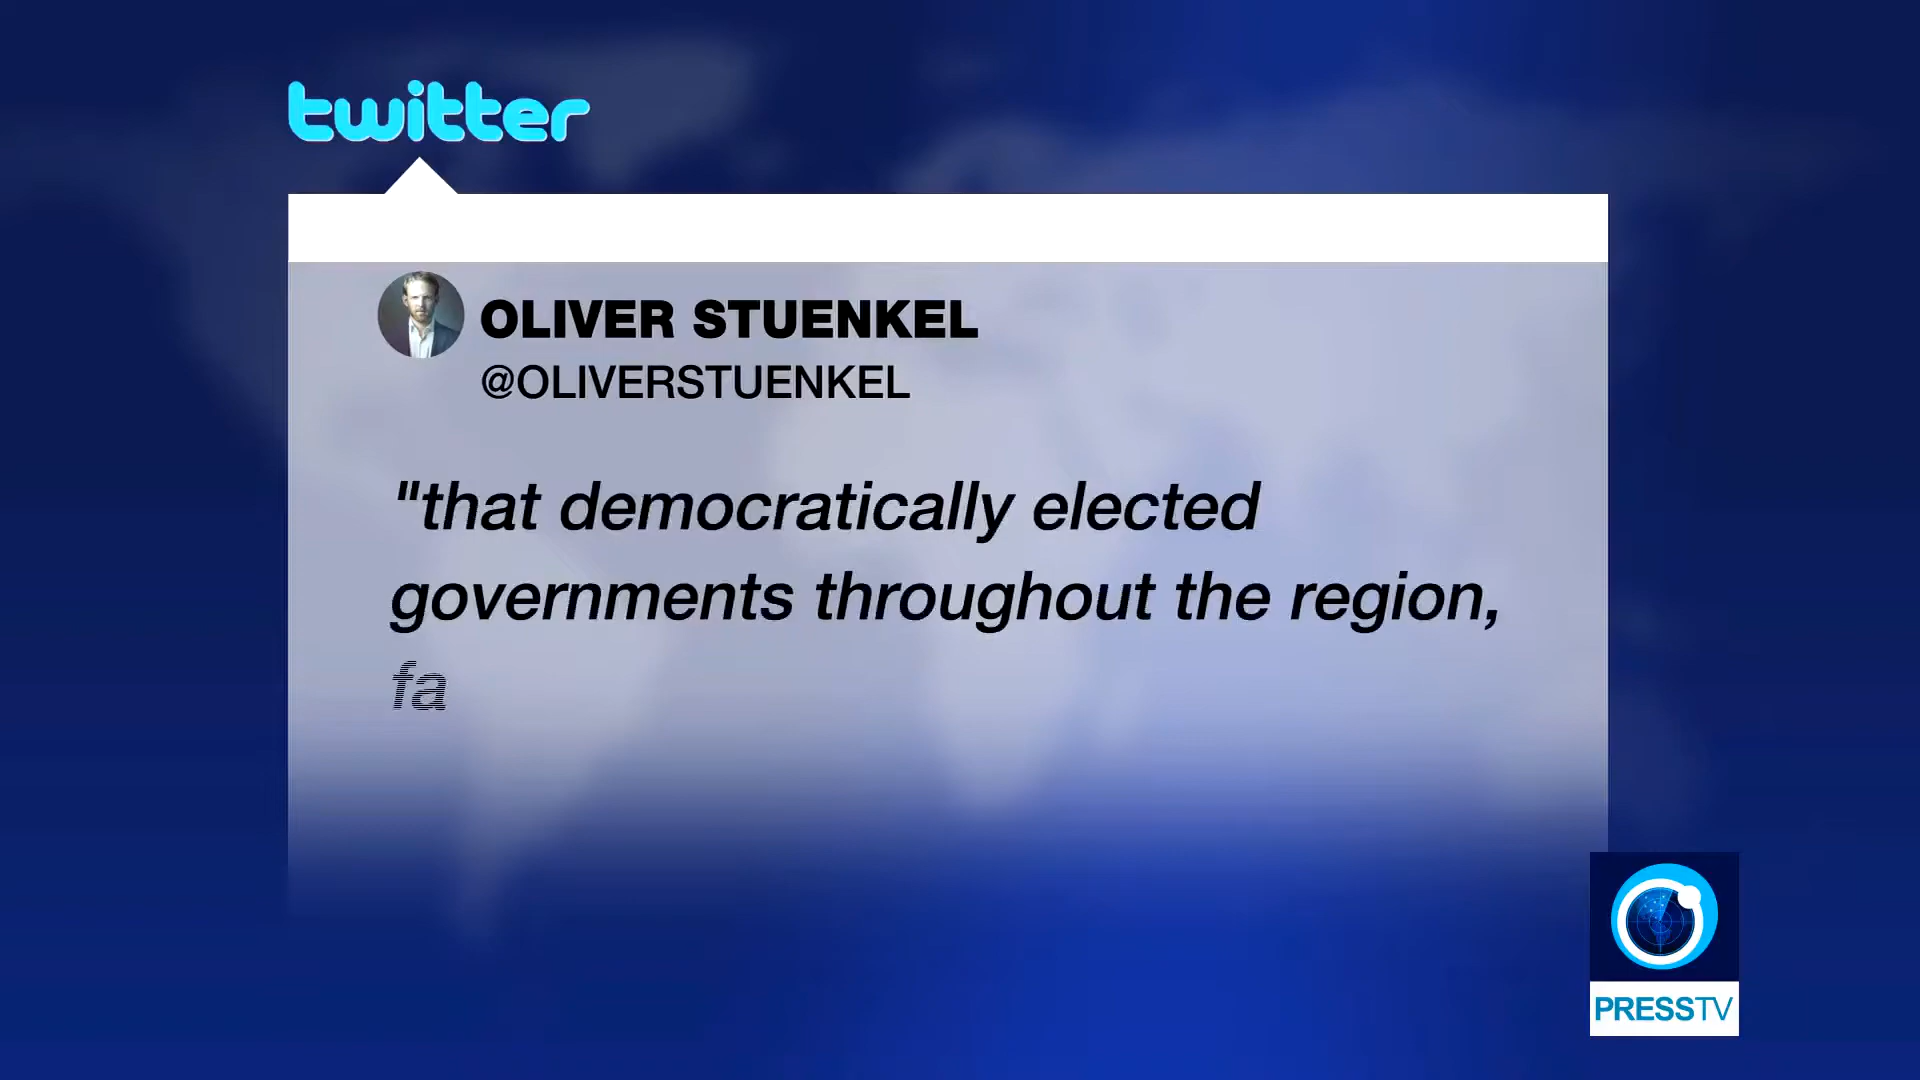 twitter
OLIVER STUENKEL
@OLIVERSTUENKEL
"that democratically elected
governments throughout the region,
fa
PRESSTV